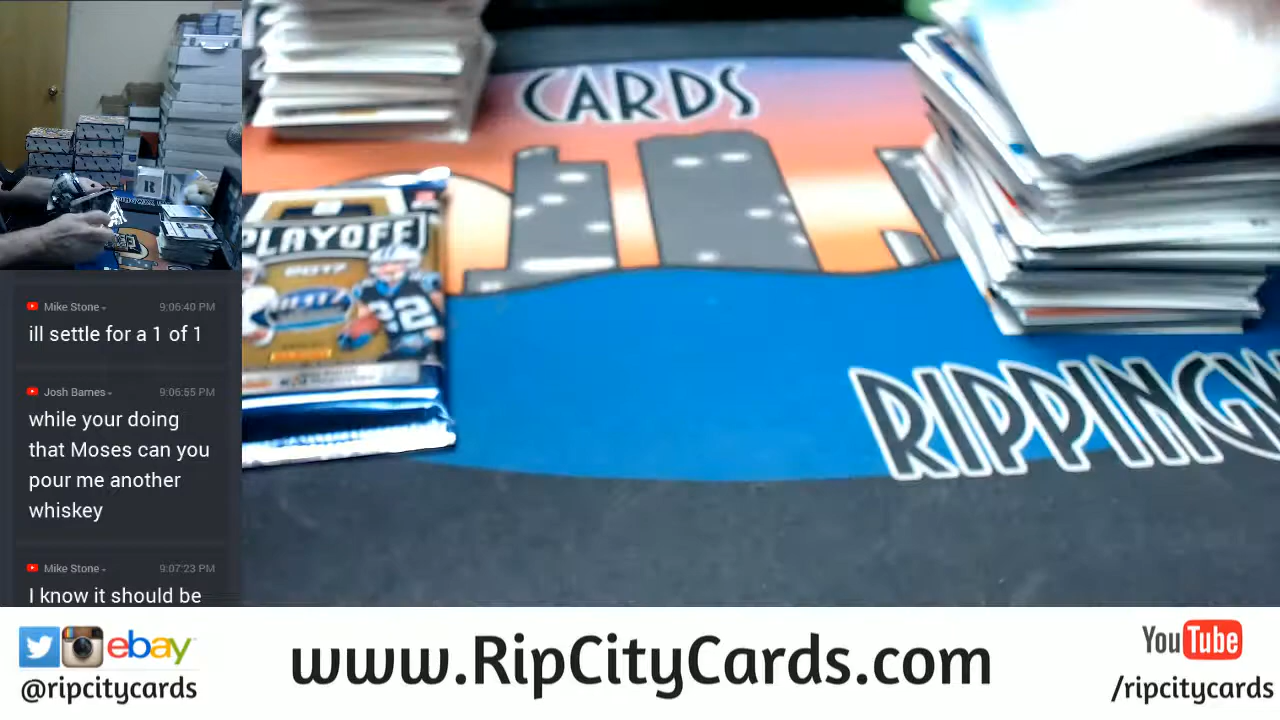 CARDS
PLAYOFF
2017
22
RIPPINGW
R
Mike Stone
9:06:40 PM
ill settle for a 1 of 1
Josh Barnes
9:06:55 PM
while your doing
that Moses can you
pour me another
whiskey
Mike Stone
9:07:23 PM
I know it should be
ebay
@ripcitycards
www.RipCityCards.com
YouTube
/ripcitycards